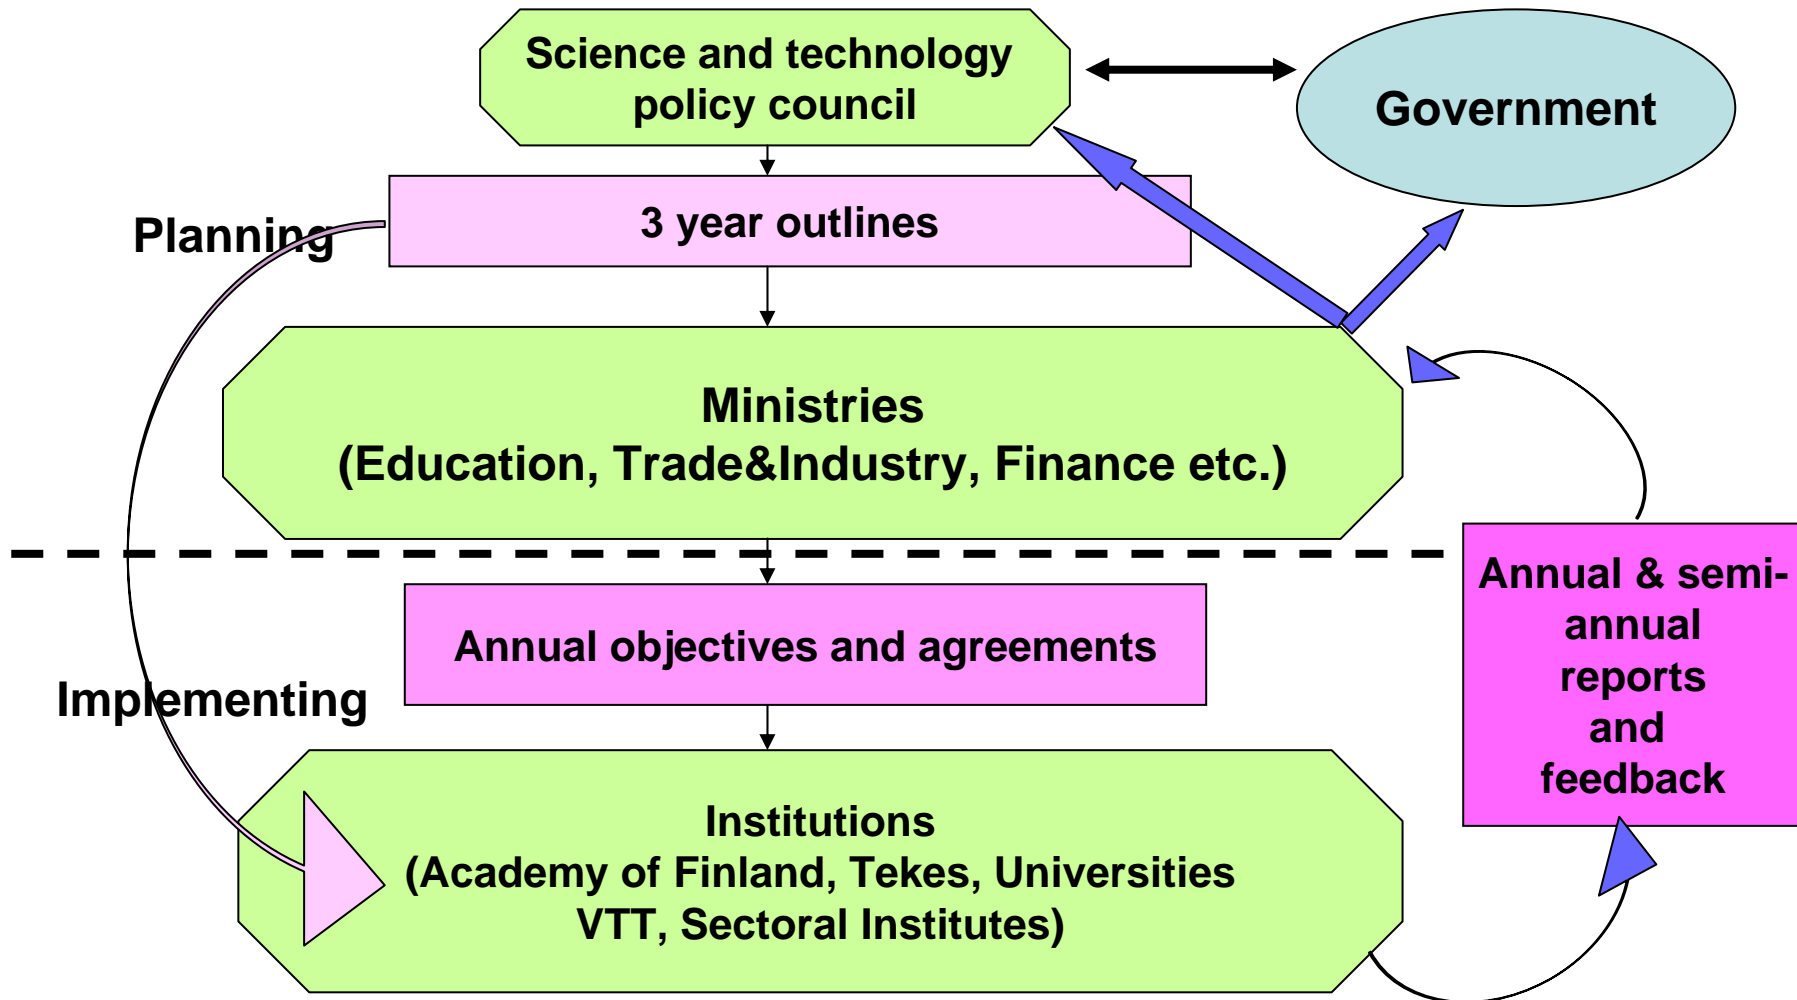 Science and technology
policy council
Government
Planning
3 year outlines
Ministries
(Education, Trade&Industry, Finance etc.)
Annual & semi-
annual
reports
and
feedback
Annual objectives and agreements
Implementing
Institutions
(Academy of Finland, Tekes, Universities
VTT, Sectoral Institutes)